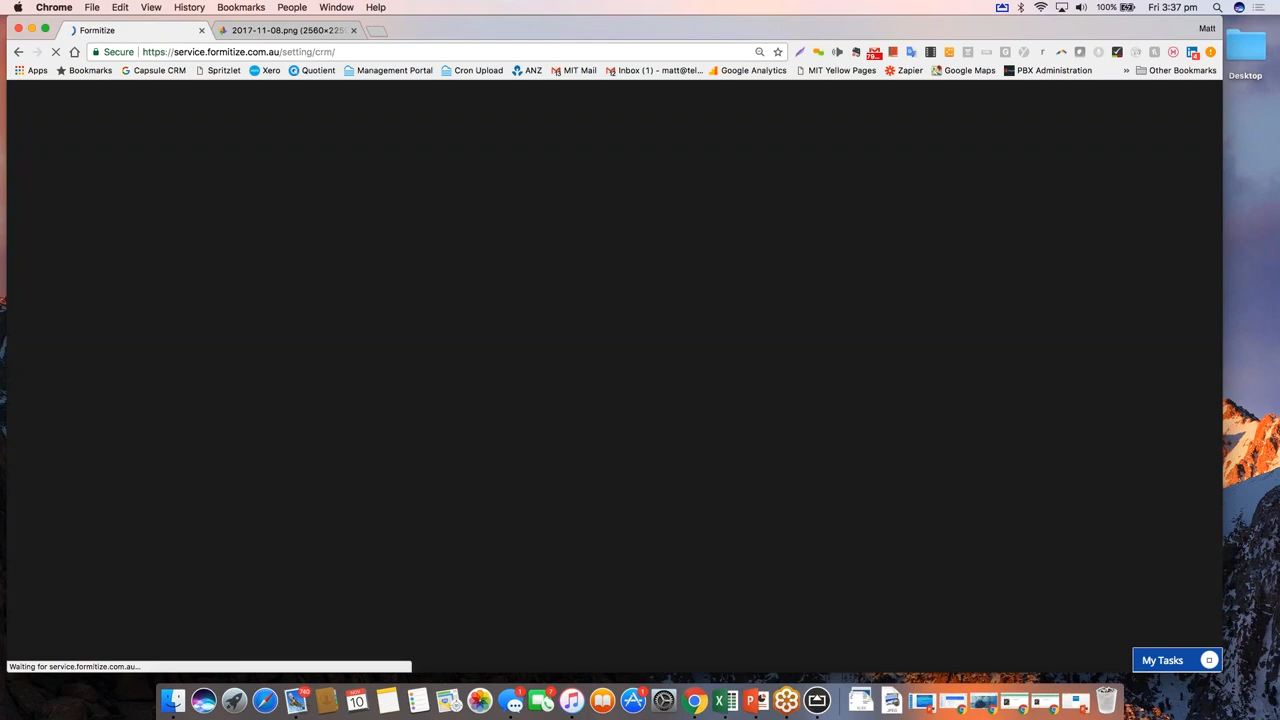 Chrome File Edit View History Bookmarks People Window Help 100% Fri 3:37 pm
Formitize 2017-11-08.png (2560×225 Matt
Secure https://service.formitize.com.au/setting/crm/
Apps Bookmarks Capsule CRM Spritzlet Xero Quotient Management Portal Cron Upload ANZ MIT Mail Inbox (1) - matt@tel... Google Analytics MIT Yellow Pages Zapier Google Maps PBX Administration » Other Bookmarks
Desktop
My Tasks
Waiting for service.formitize.com.au...
NOV
10